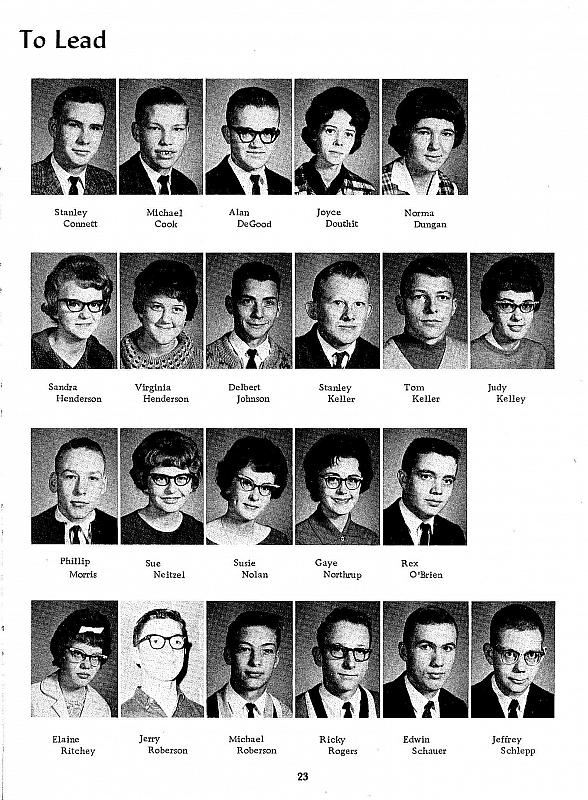 To Lead
Stanley Connett
Michael Cook
Alan DeGood
Joyce Douthit
Norma Dungan
Sandra Henderson
Virginia Henderson
Delbert Johnson
Stanley Keller
Tom Keller
Judy Kelley
Phillip Morris
Sue Neitzel
Susie Nolan
Gaye Northrup
Rex O'Brien
Elaine Ritchey
Jerry Roberson
Michael Roberson
Ricky Rogers
Edwin Schauer
Jeffrey Schlepp
23